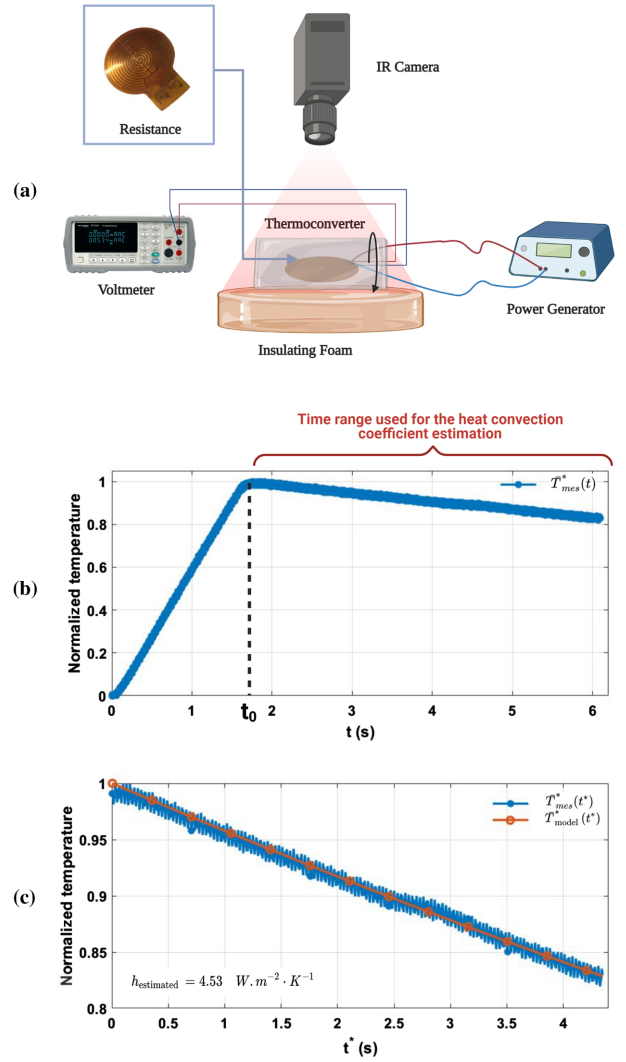 IR Camera
Resistance
(a)
Thermoconverter
Voltmeter
Power Generator
Insulating Foam
Time range used for the heat convection
coefficient estimation
(b)
Normalized temperature
1
0.8
0.6
0.4
0.2
0
T̄*mes(t)
0 1 2 3 4 5 6
t₀
t (s)
(c)
Normalized temperature
1
0.95
0.9
0.85
0.8
T̄*mes(t*)
T̄*model(t*)
hestimated = 4.53 W.m⁻² · K⁻¹
0 0.5 1 1.5 2 2.5 3 3.5 4
t* (s)